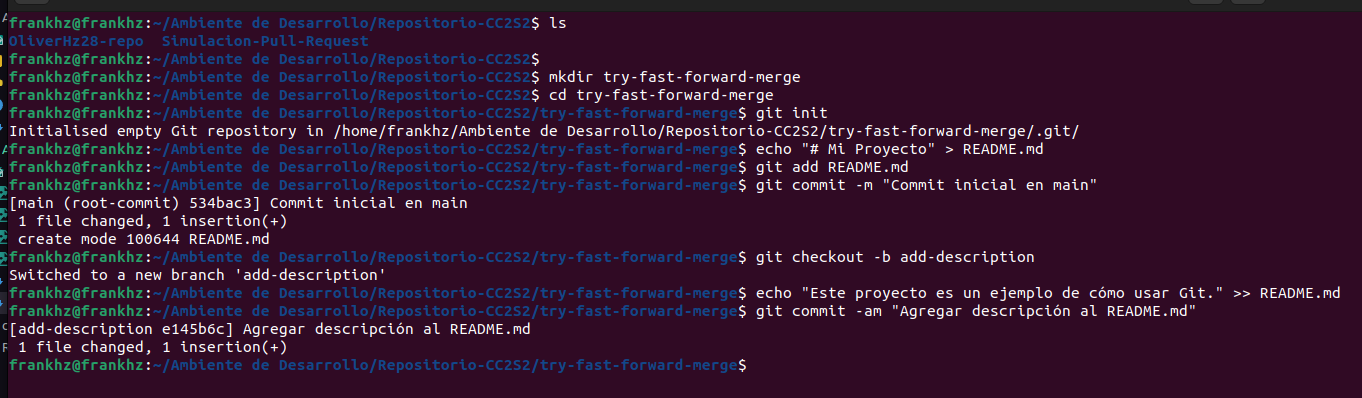 frankhz@frankhz:~/Ambiente de Desarrollo/Repositorio-CC2S2$ ls
OliverHz28-repo  Simulacion-Pull-Request
frankhz@frankhz:~/Ambiente de Desarrollo/Repositorio-CC2S2$
frankhz@frankhz:~/Ambiente de Desarrollo/Repositorio-CC2S2$ mkdir try-fast-forward-merge
frankhz@frankhz:~/Ambiente de Desarrollo/Repositorio-CC2S2$ cd try-fast-forward-merge
frankhz@frankhz:~/Ambiente de Desarrollo/Repositorio-CC2S2/try-fast-forward-merge$ git init
Initialised empty Git repository in /home/frankhz/Ambiente de Desarrollo/Repositorio-CC2S2/try-fast-forward-merge/.git/
frankhz@frankhz:~/Ambiente de Desarrollo/Repositorio-CC2S2/try-fast-forward-merge$ echo "# Mi Proyecto" > README.md
frankhz@frankhz:~/Ambiente de Desarrollo/Repositorio-CC2S2/try-fast-forward-merge$ git add README.md
frankhz@frankhz:~/Ambiente de Desarrollo/Repositorio-CC2S2/try-fast-forward-merge$ git commit -m "Commit inicial en main"
[main (root-commit) 534bac3] Commit inicial en main
 1 file changed, 1 insertion(+)
 create mode 100644 README.md
frankhz@frankhz:~/Ambiente de Desarrollo/Repositorio-CC2S2/try-fast-forward-merge$ git checkout -b add-description
Switched to a new branch 'add-description'
frankhz@frankhz:~/Ambiente de Desarrollo/Repositorio-CC2S2/try-fast-forward-merge$ echo "Este proyecto es un ejemplo de cómo usar Git." >> README.md
frankhz@frankhz:~/Ambiente de Desarrollo/Repositorio-CC2S2/try-fast-forward-merge$ git commit -am "Agregar descripción al README.md"
[add-description e145b6c] Agregar descripción al README.md
 1 file changed, 1 insertion(+)
frankhz@frankhz:~/Ambiente de Desarrollo/Repositorio-CC2S2/try-fast-forward-merge$